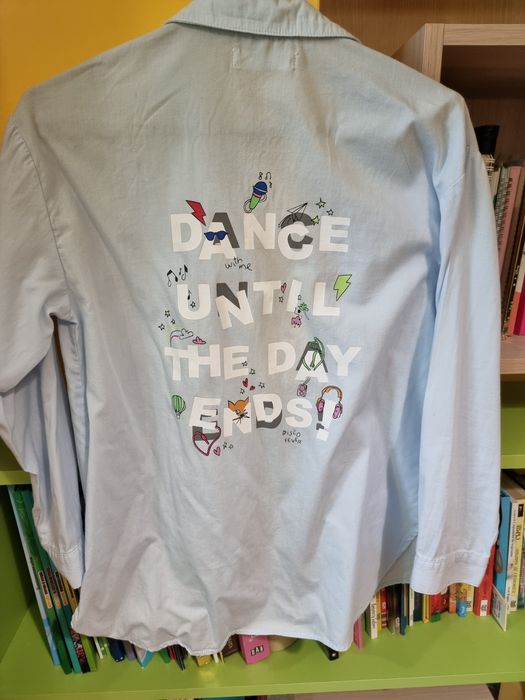 DANCE
with me
UNTIL
THE DAY
ENDS!